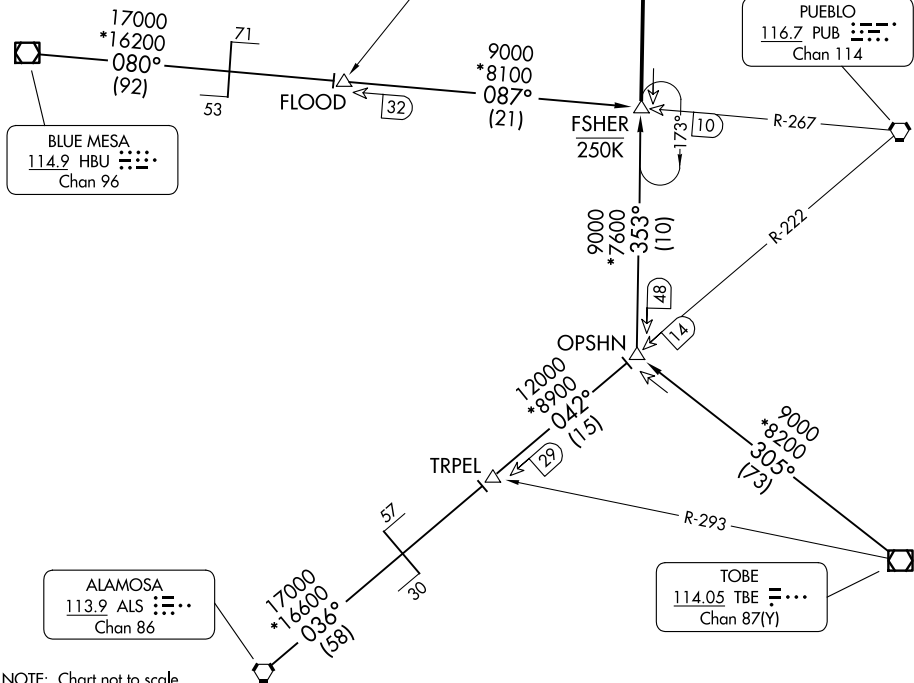 17000
*16200
080°
(92)
71
53
FLOOD
32
9000
*8100
087°
(21)
PUEBLO
116.7 PUB
Chan 114
BLUE MESA
114.9 HBU
Chan 96
FSHER
250K
173°
10
R-267
9000
*7600
353°
(10)
R-222
48
14
OPSHN
12000
*8900
042°
(15)
9000
*8200
305°
(73)
TRPEL
29
57
30
R-293
ALAMOSA
113.9 ALS
Chan 86
17000
*16600
036°
(58)
TOBE
114.05 TBE
Chan 87(Y)
NOTE: Chart not to scale